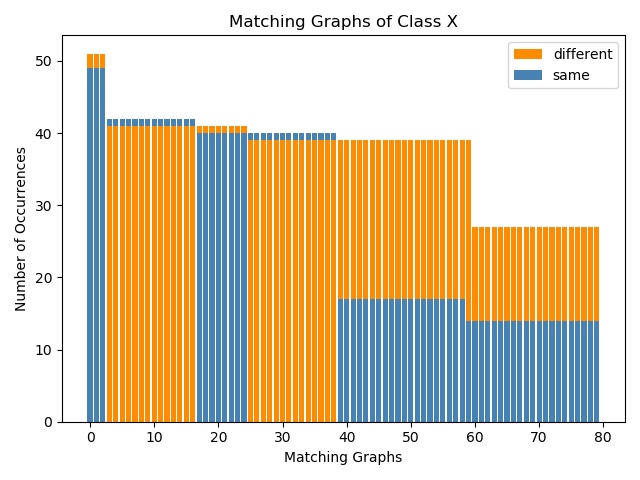 Matching Graphs of Class X
different
same
Number of Occurrences
50
40
30
20
10
0
0 10 20 30 40 50 60 70 80
Matching Graphs